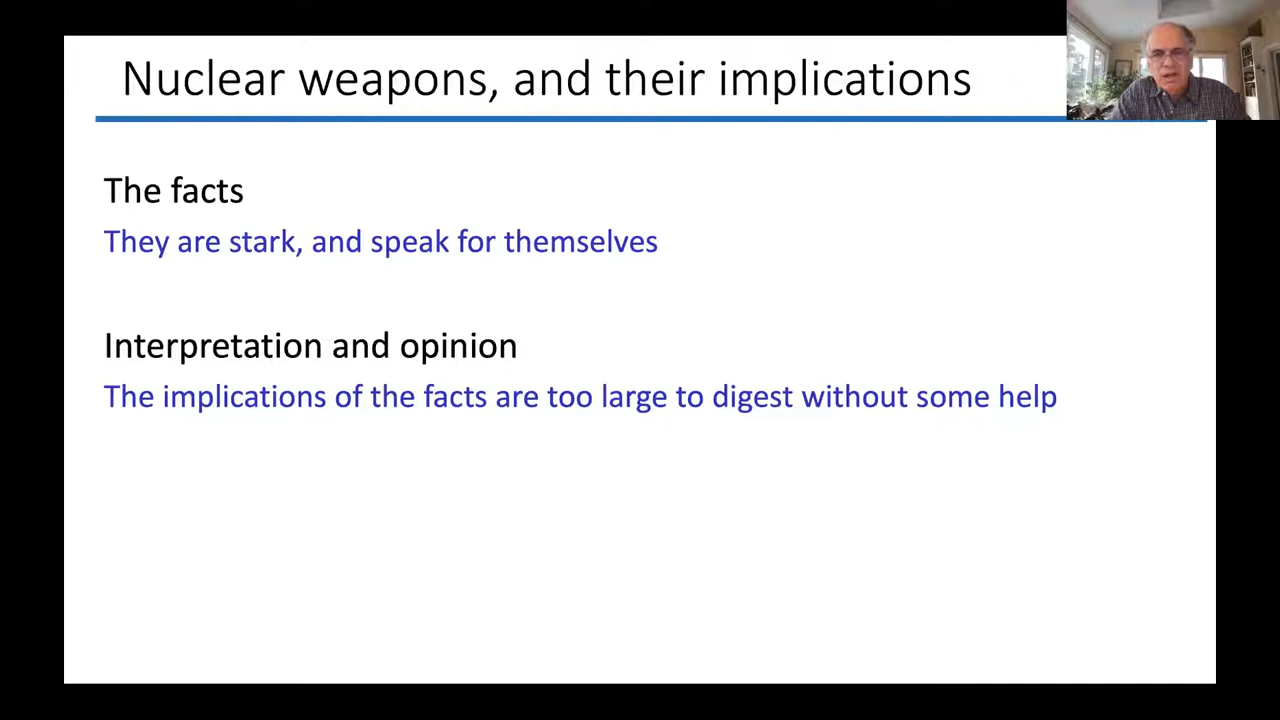 Nuclear weapons, and their implications
The facts
They are stark, and speak for themselves
Interpretation and opinion
The implications of the facts are too large to digest without some help